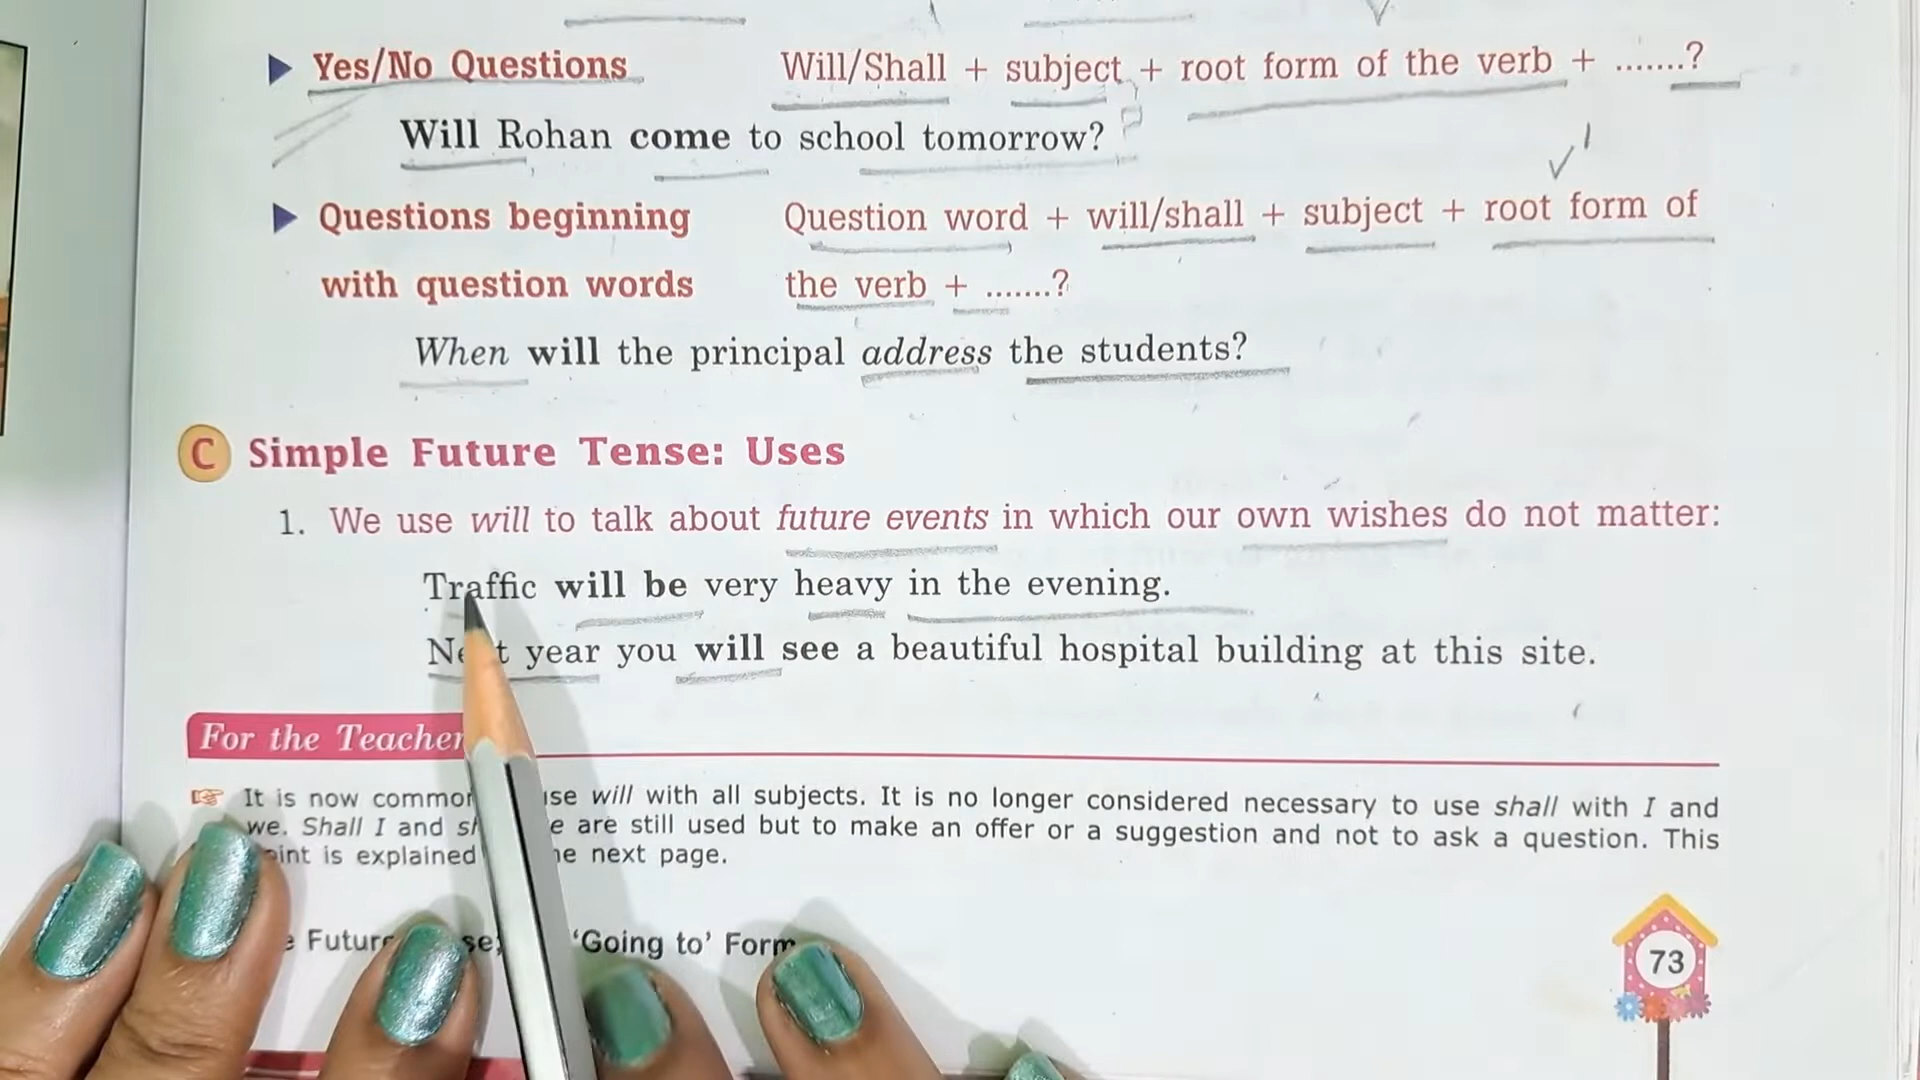 Yes/No Questions Will/Shall + subject + root form of the verb + .......?
Will Rohan come to school tomorrow?
Questions beginning Question word + will/shall + subject + root form of
with question words the verb + .......?
When will the principal address the students?
C Simple Future Tense: Uses
1. We use will to talk about future events in which our own wishes do not matter:
Traffic will be very heavy in the evening.
year you will see a beautiful hospital building at this site.
For the Teacher
It is now common will with all subjects. It is no longer considered necessary to use shall with I and
we. Shall I and are still used but to make an offer or a suggestion and not to ask a question. This
is explained next page.
'Going to' Form
73